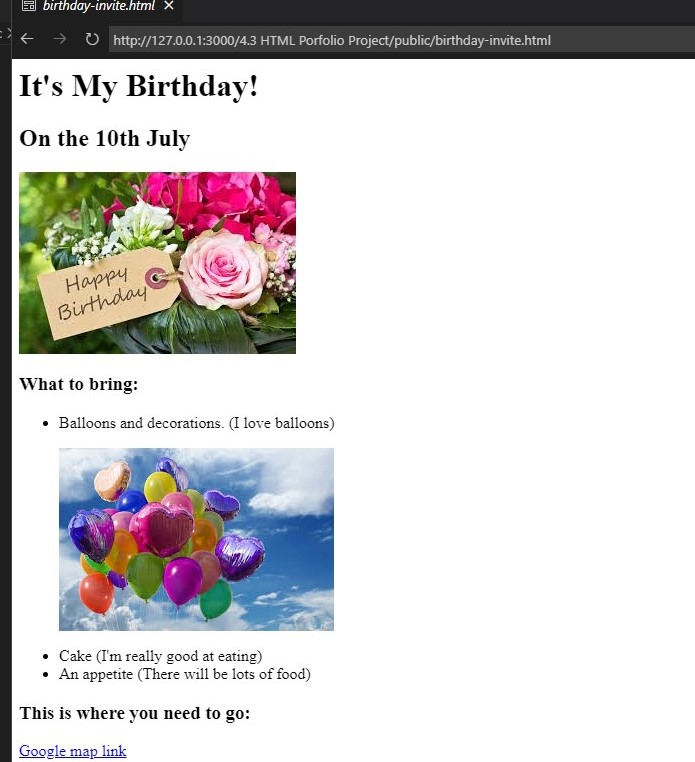 birthday-invite.html
http://127.0.0.1:3000/4.3 HTML Porfolio Project/public/birthday-invite.html
It's My Birthday!
On the 10th July
Happy
Birthday
What to bring:
Balloons and decorations. (I love balloons)
Cake (I'm really good at eating)
An appetite (There will be lots of food)
This is where you need to go:
Google map link